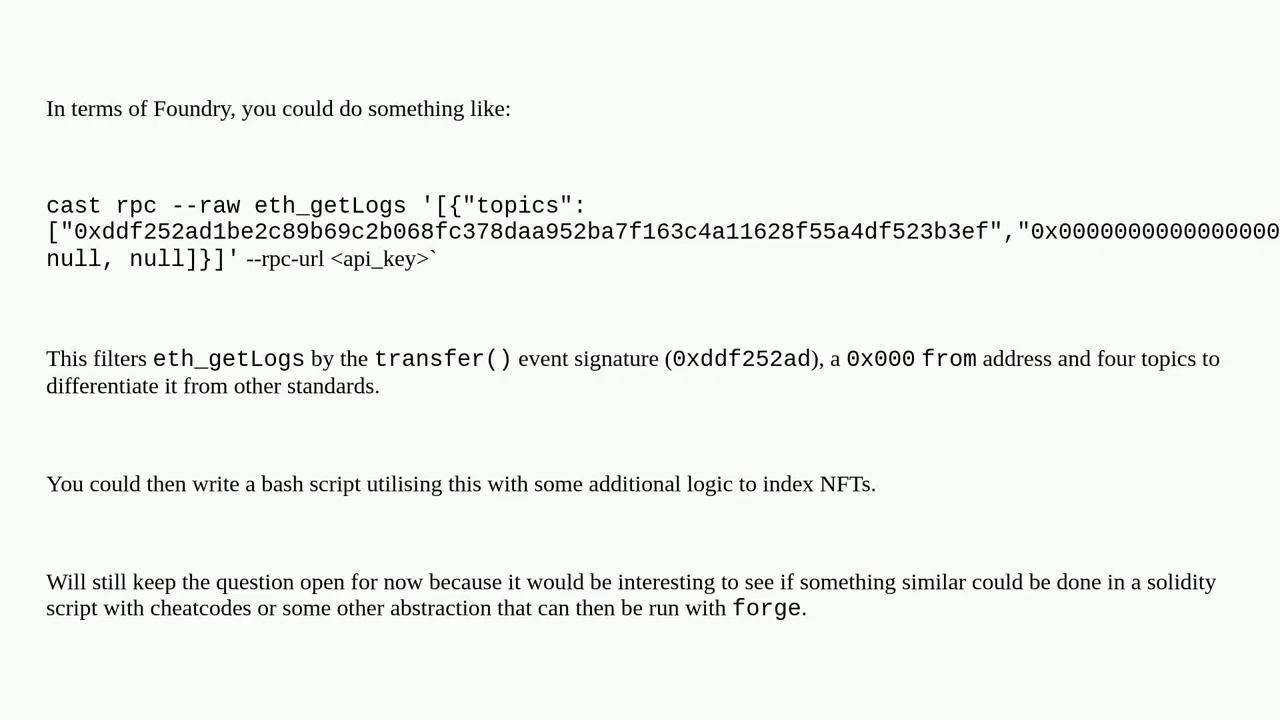 In terms of Foundry, you could do something like:
cast rpc --raw eth_getLogs '[{"topics":
["0xddf252ad1be2c89b69c2b068fc378daa952ba7f163c4a11628f55a4df523b3ef","0x0000000000000000
null, null]}]' --rpc-url <api_key>`
This filters eth_getLogs by the transfer() event signature (0xddf252ad), a 0x000 from address and four topics to
differentiate it from other standards.
You could then write a bash script utilising this with some additional logic to index NFTs.
Will still keep the question open for now because it would be interesting to see if something similar could be done in a solidity
script with cheatcodes or some other abstraction that can then be run with forge.